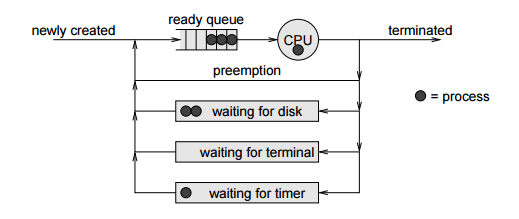 ready queue
newly created
CPU
terminated
preemption
= process
waiting for disk
waiting for terminal
waiting for timer